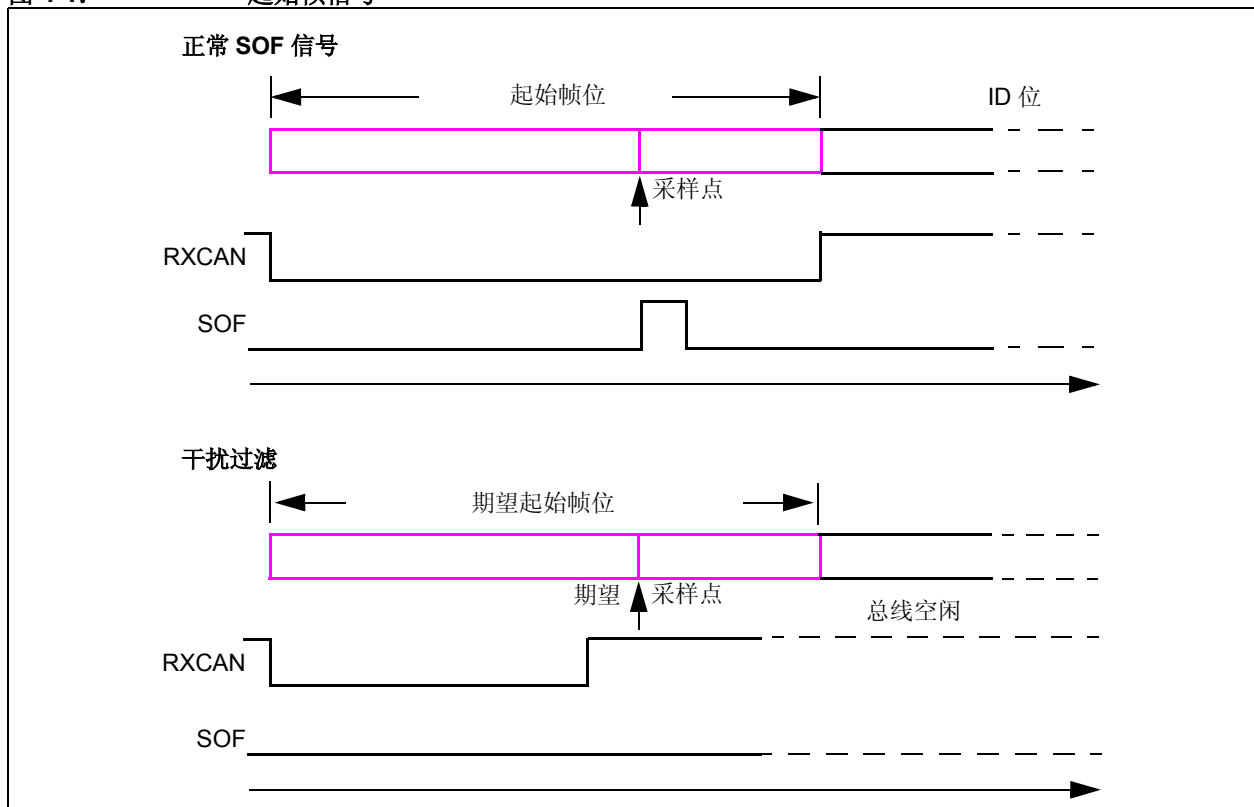 正常 SOF 信号
起始帧位
ID 位
采样点
RXCAN
SOF
干扰过滤
期望起始帧位
期望 采样点
总线空闲
RXCAN
SOF